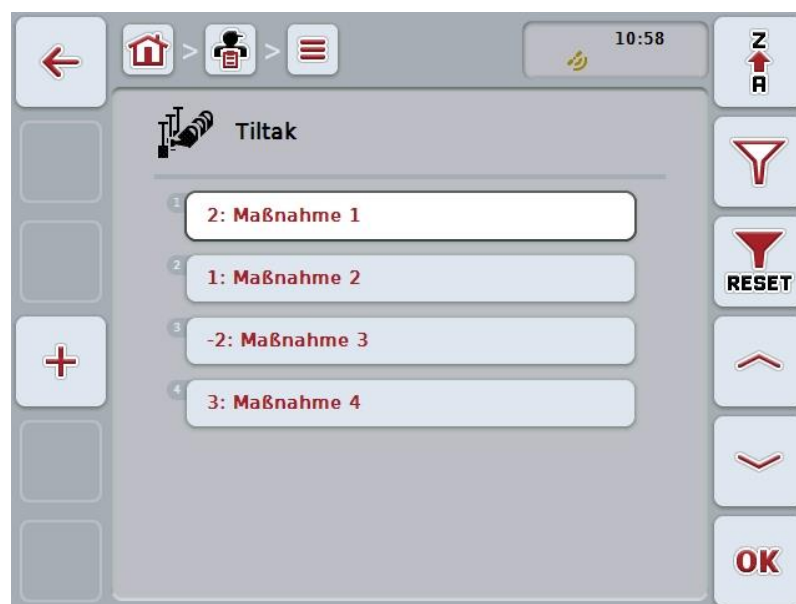 > >
10:58
Z
A
Tiltak
1
2: Maßnahme 1
2
1: Maßnahme 2
RESET
3
-2: Maßnahme 3
4
3: Maßnahme 4
OK